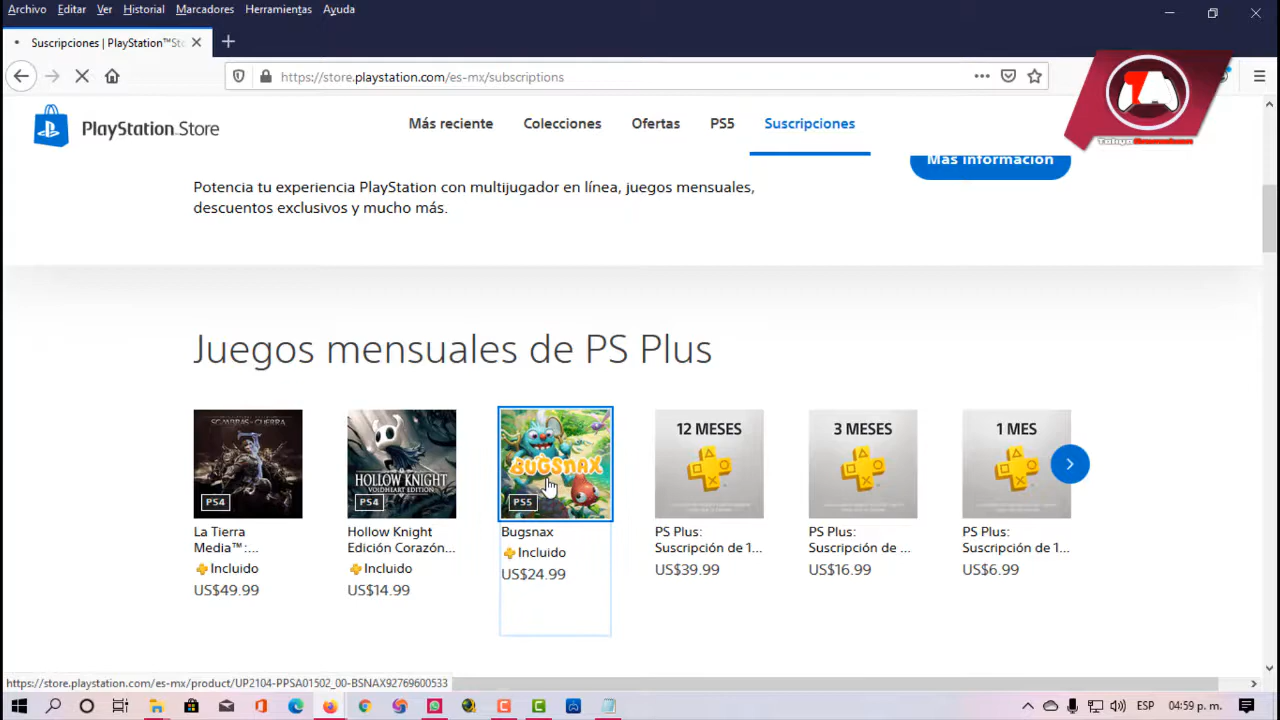 Archivo Editar Ver Historial Marcadores Herramientas Ayuda
Suscripciones | PlayStation™Sto
https://store.playstation.com/es-mx/subscriptions
PlayStation Store
Más reciente Colecciones Ofertas PS5 Suscripciones
Más información
Potencia tu experiencia PlayStation con multijugador en línea, juegos mensuales,
descuentos exclusivos y mucho más.
Juegos mensuales de PS Plus
SOMBRAS GUERRA
PS4
HOLLOW KNIGHT
VOIDHEART EDITION
PS4
BUGSNAX
PS5
12 MESES
3 MESES
1 MES
La Tierra
Media™:...
Incluido
US$49.99
Hollow Knight
Edición Corazón...
Incluido
US$14.99
Bugsnax
Incluido
US$24.99
PS Plus:
Suscripción de 1...
US$39.99
PS Plus:
Suscripción de ...
US$16.99
PS Plus:
Suscripción de 1...
US$6.99
https://store.playstation.com/es-mx/product/UP2104-PPSA01502_00-BSNAX92769600533
ESP 04:59 p. m.